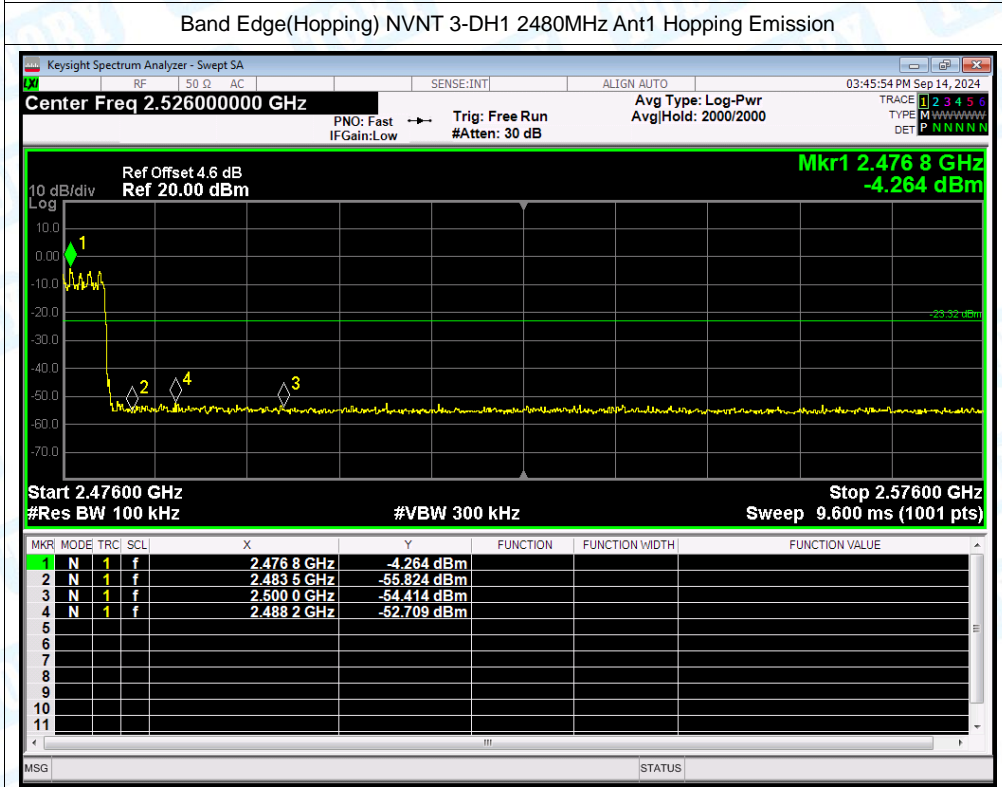 Band Edge(Hopping) NVNT 3-DH1 2480MHz Ant1 Hopping Emission
Keysight Spectrum Analyzer - Swept SA
LXI RF 50 Ω AC SENSE:INT ALIGN AUTO 03:45:54 PM Sep 14, 2024
Center Freq 2.526000000 GHz Avg Type: Log-Pwr TRACE 1 2 3 4 5 6
PNO: Fast Trig: Free Run Avg|Hold: 2000/2000 TYPE M WWWWW
IFGain:Low #Atten: 30 dB DET P N N N N N
Mkr1 2.476 8 GHz
Ref Offset 4.6 dB
10 dB/div Ref 20.00 dBm -4.264 dBm
Log
10.0
1
0.00
-10.0
-20.0
-23.32 dBm
-30.0
-40.0
2 4 3
-50.0
-60.0
-70.0
Start 2.47600 GHz Stop 2.57600 GHz
#Res BW 100 kHz #VBW 300 kHz Sweep 9.600 ms (1001 pts)
MKR MODE TRC SCL X Y FUNCTION FUNCTION WIDTH FUNCTION VALUE
1 N 1 f 2.476 8 GHz -4.264 dBm
2 N 1 f 2.483 5 GHz -55.824 dBm
3 N 1 f 2.500 0 GHz -54.414 dBm
4 N 1 f 2.488 2 GHz -52.709 dBm
5
6
7
8
9
10
11
MSG STATUS